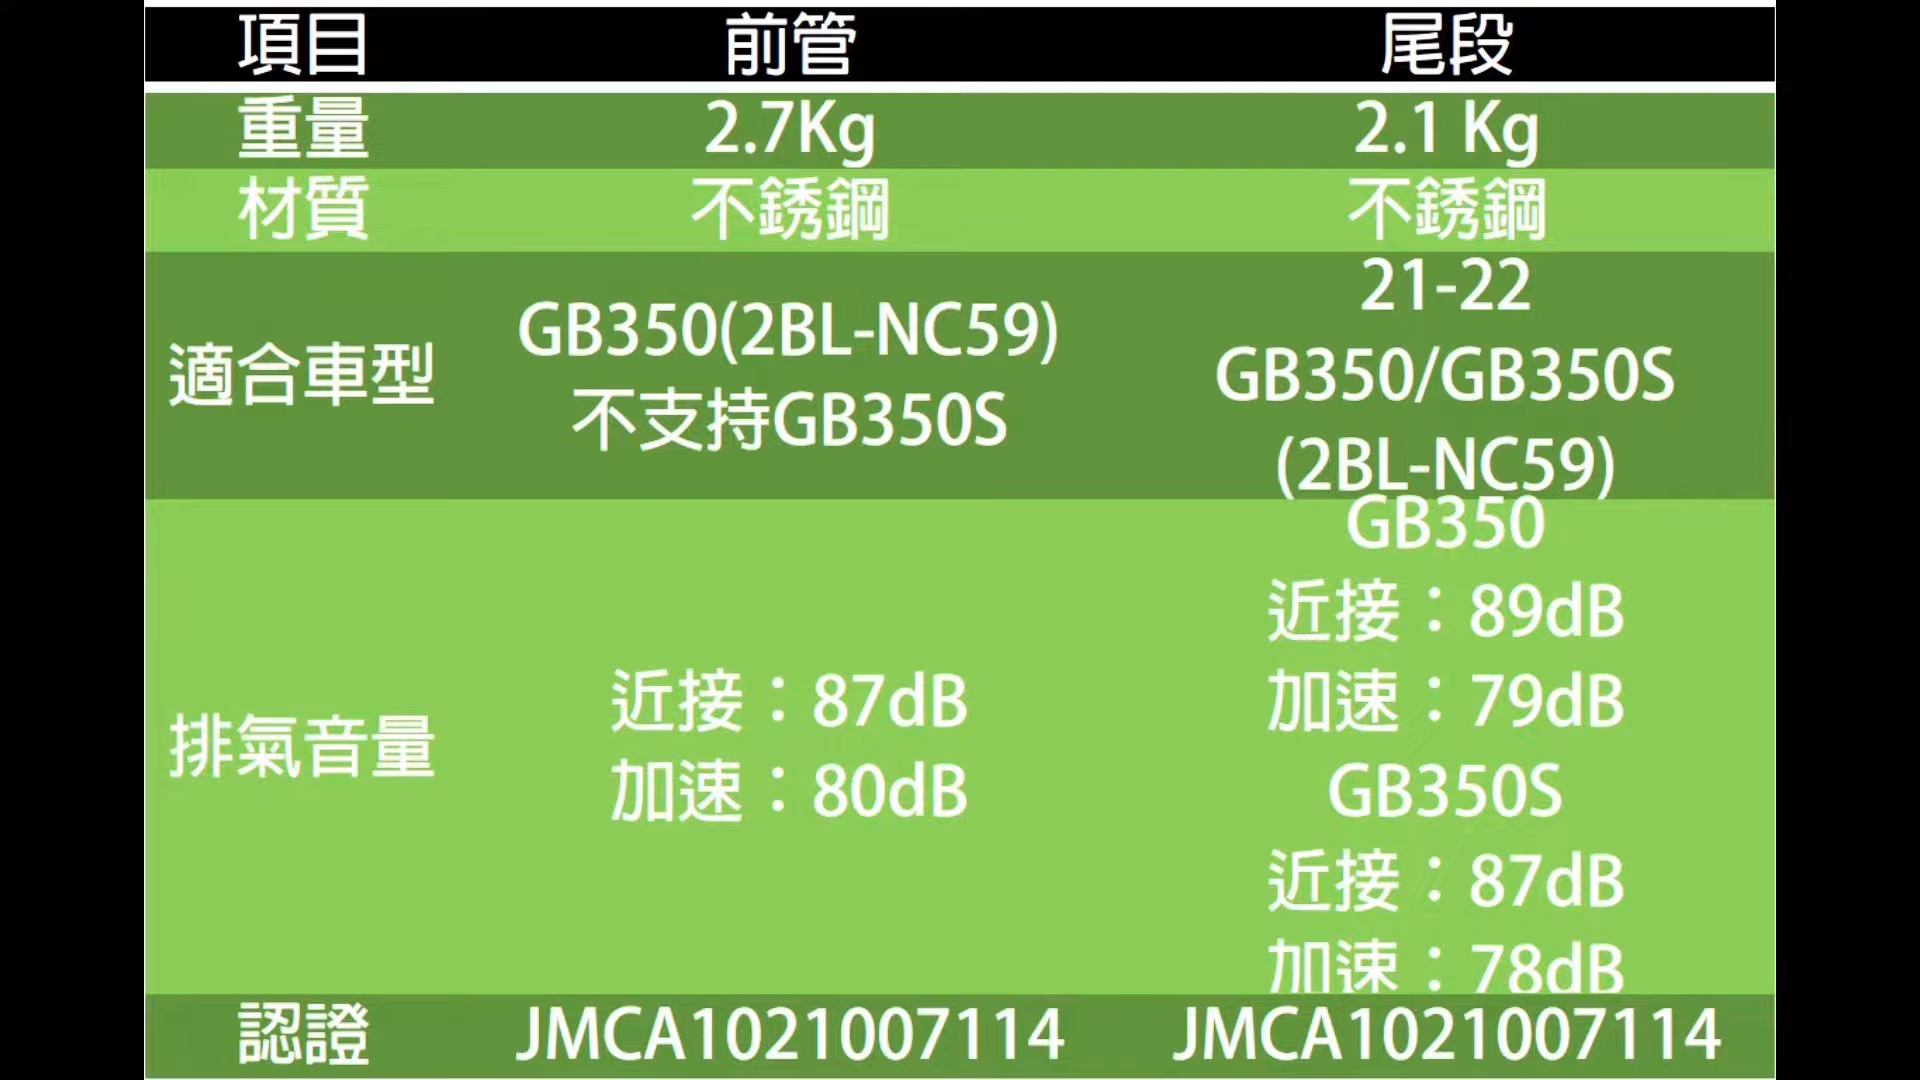 項目 前管 尾段
重量 2.7Kg 2.1 Kg
材質 不銹鋼 不銹鋼
適合車型
GB350(2BL-NC59)
不支持GB350S
21-22
GB350/GB350S
(2BL-NC59)
排氣音量
近接：87dB
加速：80dB
GB350
近接：89dB
加速：79dB
GB350S
近接：87dB
加速：78dB
認證 JMCA1021007114 JMCA1021007114